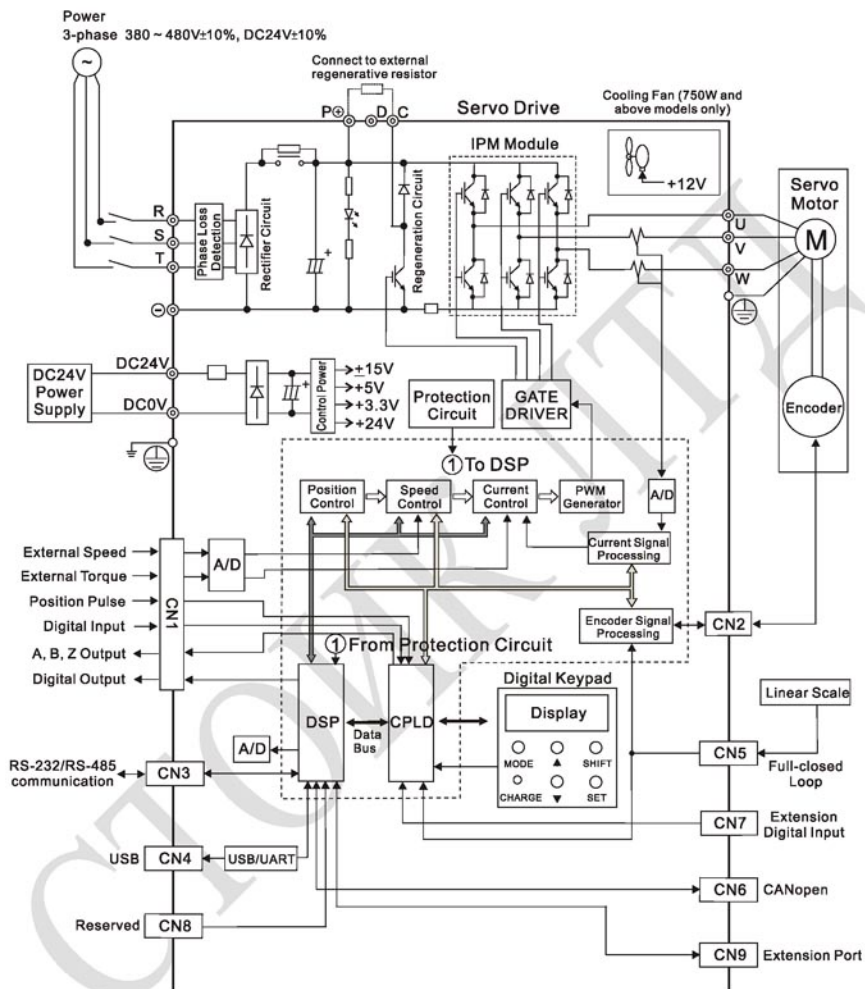 Power
3-phase 380 ~ 480V±10%, DC24V±10%
~
Connect to external
regenerative resistor
P⊕
D
C
Servo Drive
Cooling Fan (750W and
above models only)
+12V
IPM Module
Servo
Motor
M
Encoder
R
S
T
Phase Loss
Detection
Rectifier Circuit
+
Regeneration Circuit
U
V
W
⊖
DC24V
Power
Supply
DC24V
DC0V
+
Control Power
±15V
+5V
+3.3V
+24V
Protection
Circuit
GATE
DRIVER
① To DSP
Position
Control
Speed
Control
Current
Control
PWM
Generator
A/D
Current Signal
Processing
Encoder Signal
Processing
External Speed
External Torque
Position Pulse
Digital Input
A, B, Z Output
Digital Output
CN1
A/D
① From Protection Circuit
DSP
Data
Bus
CPLD
A/D
Digital Keypad
Display
MODE
▲
SHIFT
CHARGE
▼
SET
CN2
Linear Scale
CN5
Full-closed
Loop
RS-232/RS-485
communication
CN3
CN7
Extension
Digital Input
USB
CN4
USB/UART
CN6
CANopen
Reserved
CN8
CN9
Extension Port
СТОИК ЛТД